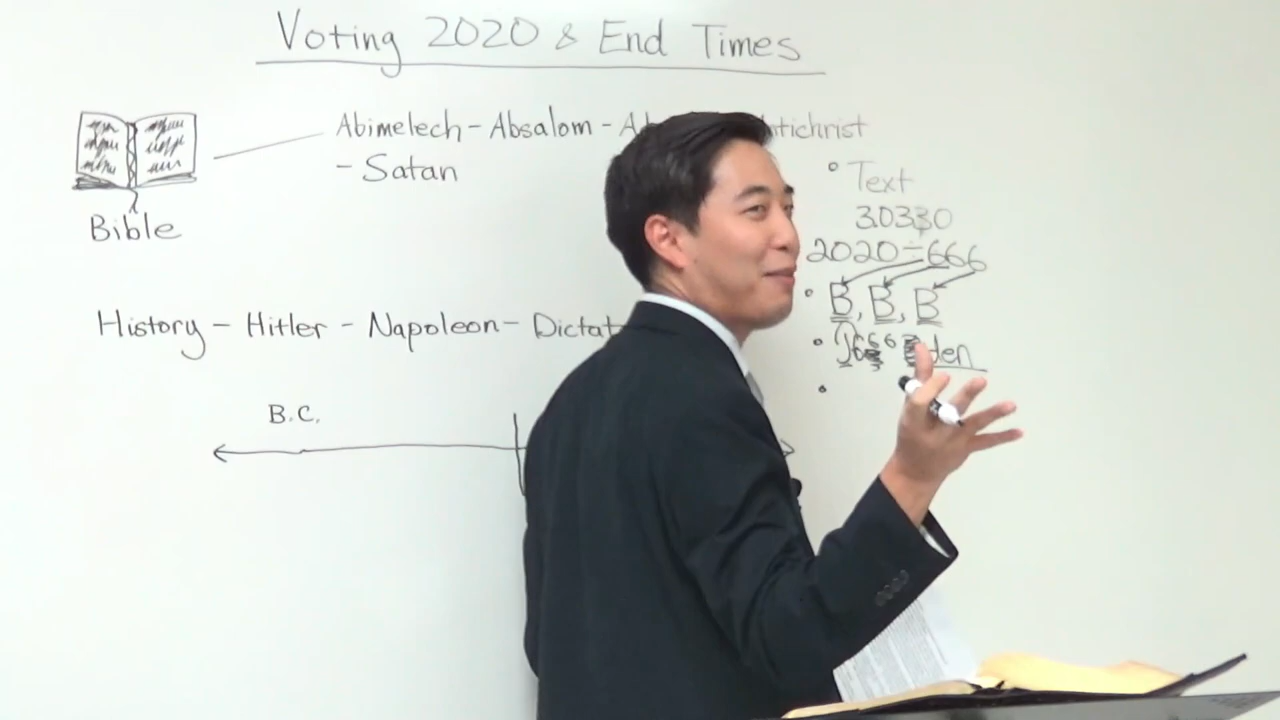 Voting 2020 & End Times
Abimelech - Absalom -
- Satan
Bible
Text
30330
2020 ÷ 666
B, B, B
History - Hitler - Napoleon - Dictat
den
B.C.